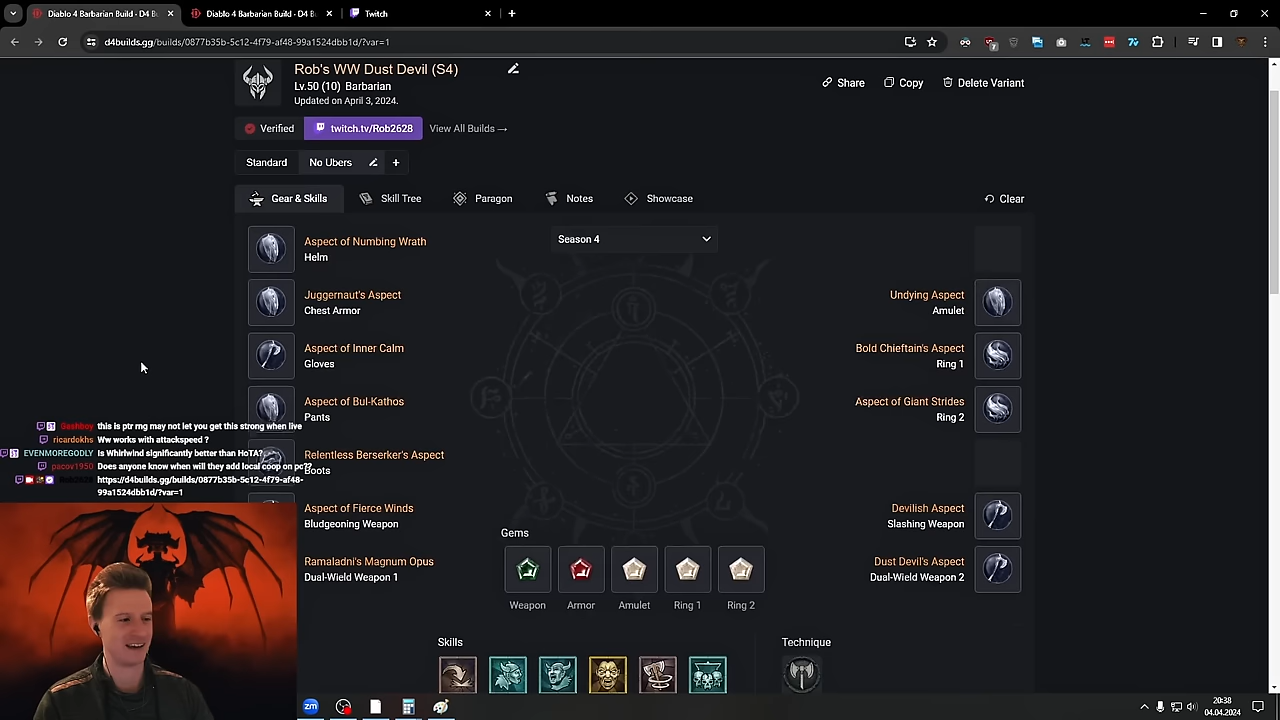 Diablo 4 Barbarian Build - D4 B
Diablo 4 Barbarian Build - D4 B
Twitch
d4builds.gg/builds/0877b35b-5c12-4f79-af48-99a1524dbb1d/?var=1
Rob's WW Dust Devil (S4)
Lv.50 (10) Barbarian
Updated on April 3, 2024.
Share
Copy
Delete Variant
Verified
twitch.tv/Rob2628
View All Builds →
Standard
No Ubers
+
Gear & Skills
Skill Tree
Paragon
Notes
Showcase
Clear
Season 4
Aspect of Numbing Wrath
Helm
Juggernaut's Aspect
Chest Armor
Undying Aspect
Amulet
Aspect of Inner Calm
Gloves
Bold Chieftain's Aspect
Ring 1
Aspect of Bul-Kathos
Pants
Aspect of Giant Strides
Ring 2
Relentless Berserker's Aspect
Boots
Aspect of Fierce Winds
Bludgeoning Weapon
Devilish Aspect
Slashing Weapon
Ramaladni's Magnum Opus
Dual-Wield Weapon 1
Dust Devil's Aspect
Dual-Wield Weapon 2
Gems
Weapon
Armor
Amulet
Ring 1
Ring 2
Skills
Technique
Gashboy this is ptr rng may not let you get this strong when live
ricardokhs Ww works with attackspeed ?
EVENMOREGODLY Is Whirlwind significantly better than HoTA?
pacov1950 Does anyone know when will they add local coop on pc??
Rob2628 https://d4builds.gg/builds/0877b35b-5c12-4f79-af48-
99a1524dbb1d/?var=1
zm
20:38
04.04.2024